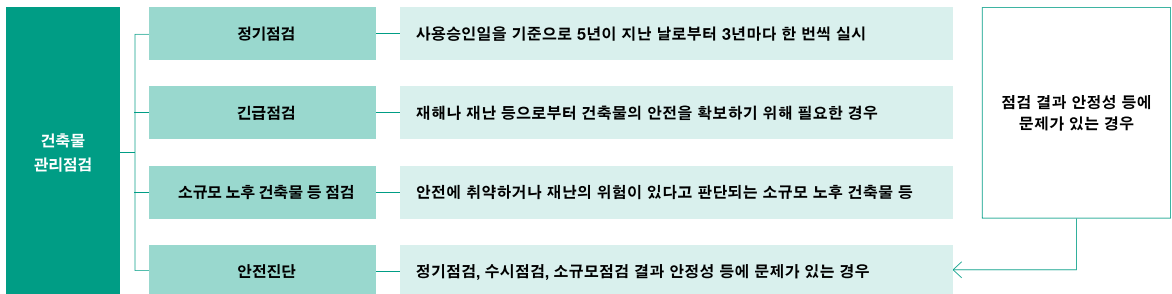 건축물
관리점검
정기점검
사용승인일을 기준으로 5년이 지난 날로부터 3년마다 한 번씩 실시
긴급점검
재해나 재난 등으로부터 건축물의 안전을 확보하기 위해 필요한 경우
소규모 노후 건축물 등 점검
안전에 취약하거나 재난의 위험이 있다고 판단되는 소규모 노후 건축물 등
안전진단
정기점검, 수시점검, 소규모점검 결과 안정성 등에 문제가 있는 경우
점검 결과 안정성 등에
문제가 있는 경우